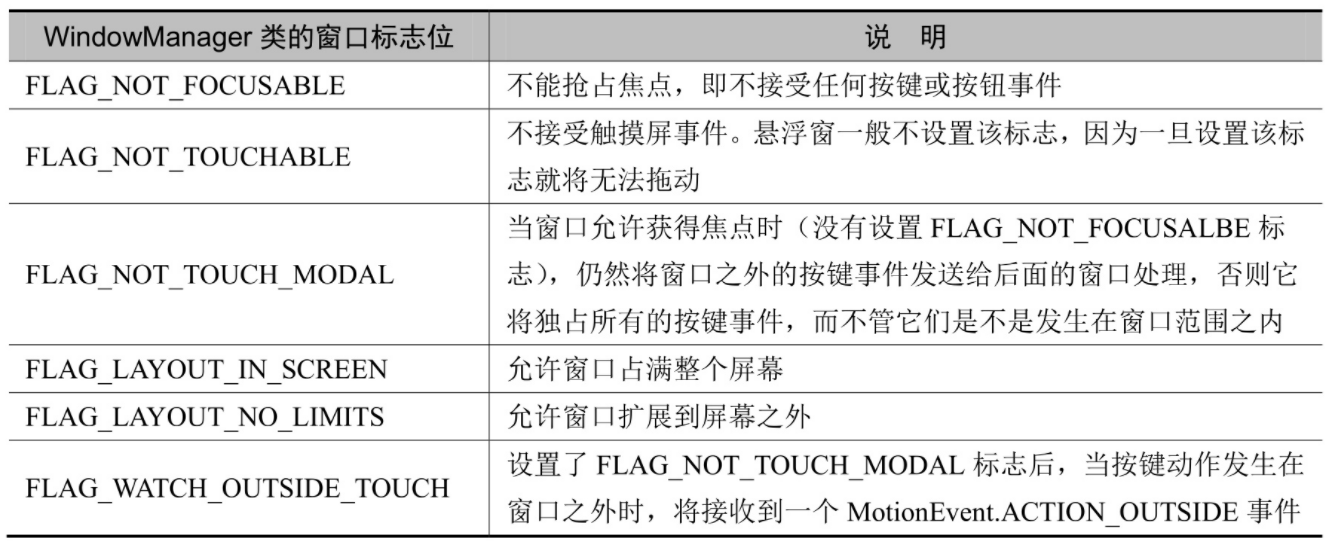 WindowManager 类的窗口标志位 说 明
FLAG_NOT_FOCUSABLE 不能抢占焦点，即不接受任何按键或按钮事件
FLAG_NOT_TOUCHABLE 不接受触摸屏事件。悬浮窗一般不设置该标志，因为一旦设置该标
志就将无法拖动
FLAG_NOT_TOUCH_MODAL 当窗口允许获得焦点时（没有设置 FLAG_NOT_FOCUSALBE 标
志），仍然将窗口之外的按键事件发送给后面的窗口处理，否则它
将独占所有的按键事件，而不管它们是不是发生在窗口范围之内
FLAG_LAYOUT_IN_SCREEN 允许窗口占满整个屏幕
FLAG_LAYOUT_NO_LIMITS 允许窗口扩展到屏幕之外
FLAG_WATCH_OUTSIDE_TOUCH 设置了 FLAG_NOT_TOUCH_MODAL 标志后，当按键动作发生在
窗口之外时，将接收到一个 MotionEvent.ACTION_OUTSIDE 事件